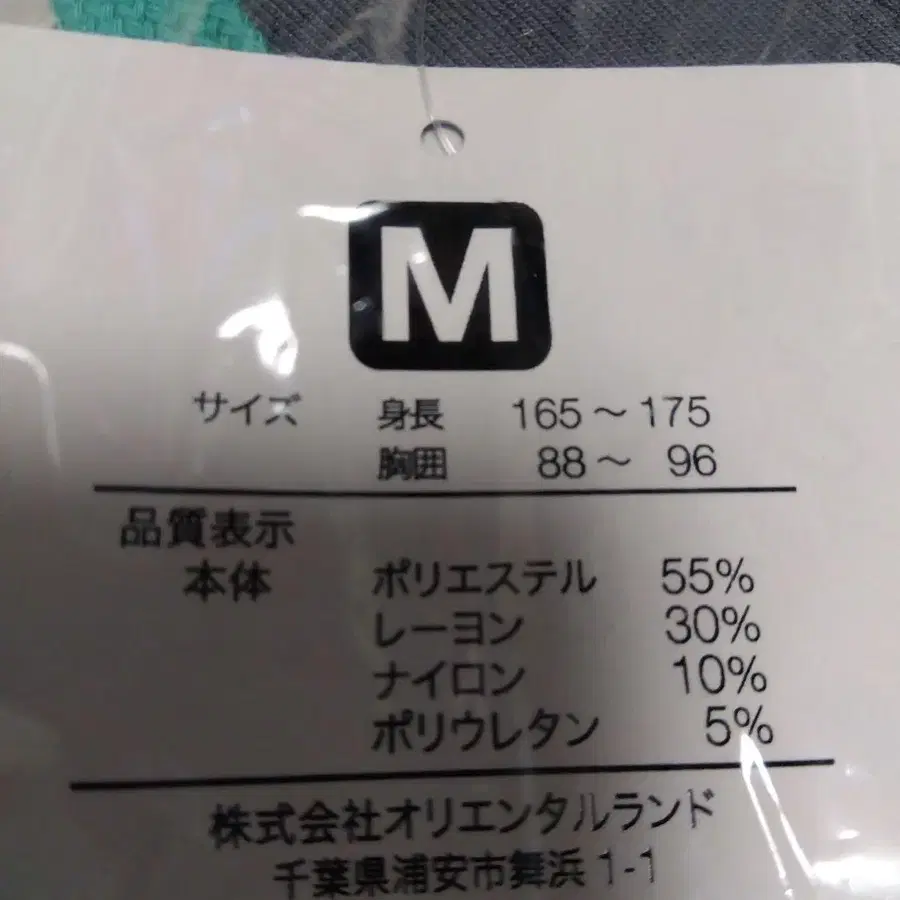 M
サイズ 身長 165～175
胸囲 88～ 96
品質表示
本体 ポリエステル 55%
レーヨン 30%
ナイロン 10%
ポリウレタン 5%
株式会社オリエンタルランド
千葉県浦安市舞浜1-1